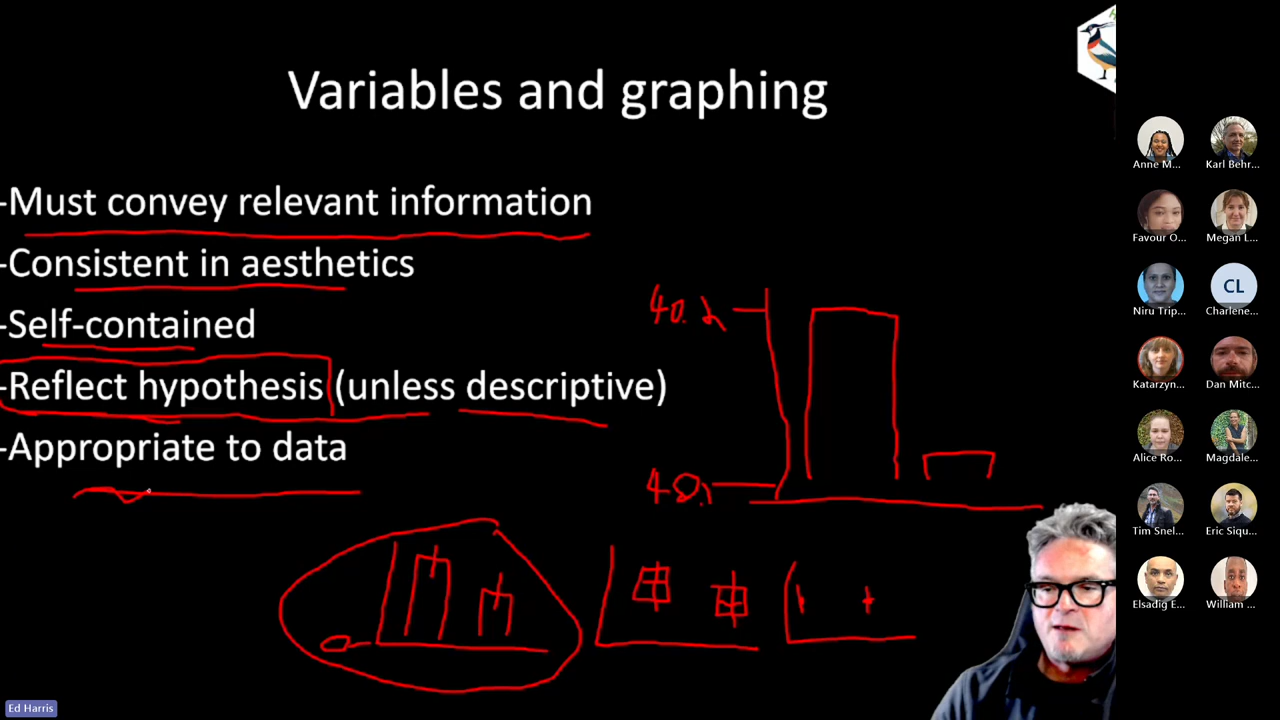 Variables and graphing
-Must convey relevant information
-Consistent in aesthetics
-Self-contained
-Reflect hypothesis (unless descriptive)
-Appropriate to data
40.2
40.1
Anne M...
Karl Behr...
Favour O...
Megan L...
Niru Trip...
CL
Charlene...
Katarzyn...
Dan Mitc...
Alice Ro...
Magdale...
Tim Snel...
Eric Siqu...
Elsadig E...
William ...
Ed Harris